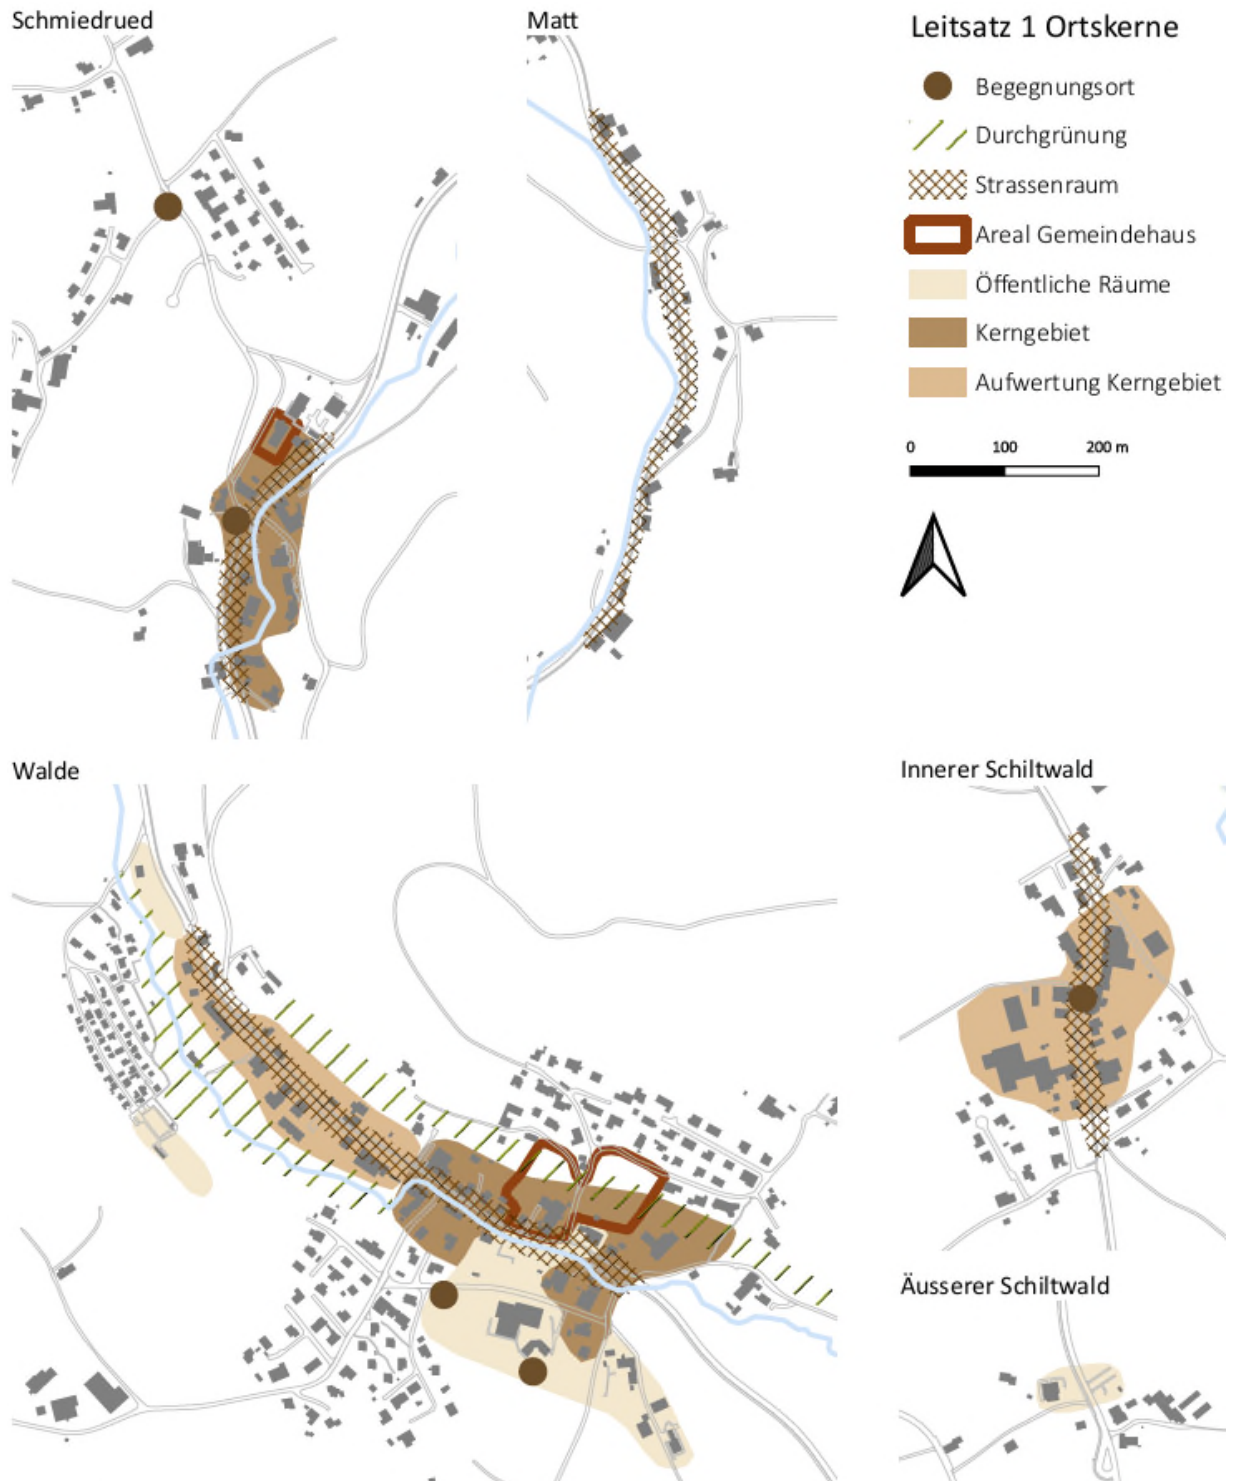 Schmiedrued
Matt
Leitsatz 1 Ortskerne
Begegnungsort
Durchgrünung
Strassenraum
Areal Gemeindehaus
Öffentliche Räume
Kerngebiet
Aufwertung Kerngebiet
0 100 200 m
Walde
Innerer Schiltwald
Äusserer Schiltwald